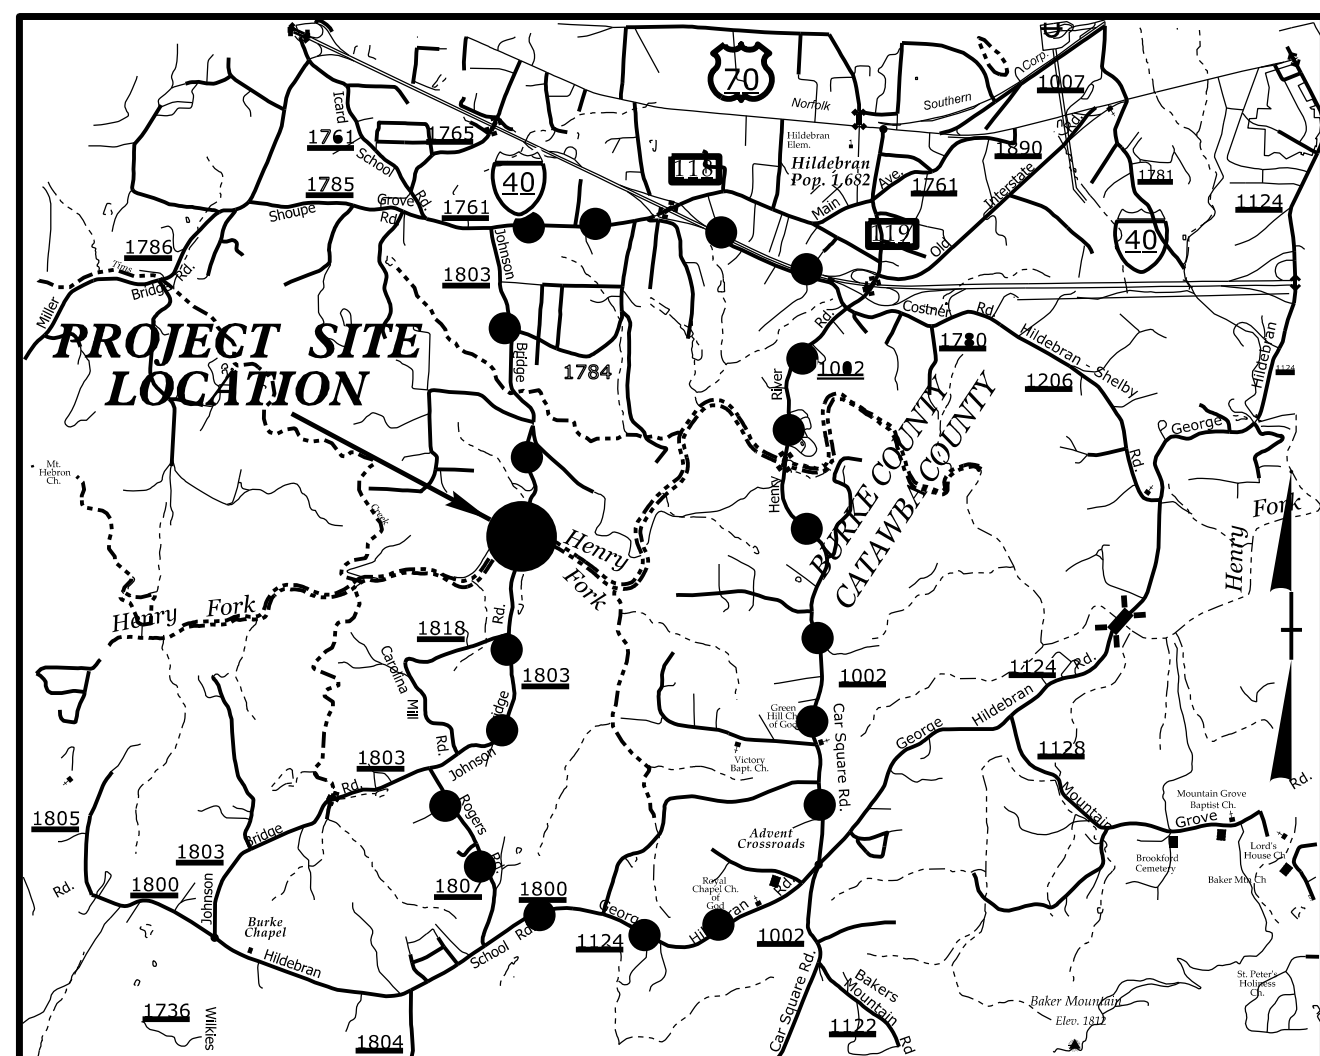 70
Corp.
1007
Norfolk
Southern
Rd.
Icard
1761
1765
Hildebran
Elem.
School
1890
118
Hildebran
Pop. 1,682
40
1785
Rd.
Ave.
1761
Interstate
1781
Shoupe
Grove
Rd
1761
Main
1124
119
Old
40
1786
Johnson
Tims
1803
Miller
Bridge
Rd.
Costner
Rd.
Rd.
PROJECT SITE
LOCATION
Bridge
1784
1002
1780
Hildebran - Shelby
Hildebran
1124
River
1206
George
BURKE COUNTY
CATAWBA COUNTY
Mt.
Hebron
Ch.
Rd.
Henry
Creek
Fork
Henry
Henry
Fork
Henry Fork
Rd.
1818
Carolina
Mill
Rd.
1803
1124
Rd.
1002
Green
Hill Ch.
of God
Hildebran
George
Car Square Rd.
1128
Victory
Bapt. Ch.
1803
Johnson
Rd.
Mountain
Grove
Mountain Grove
Baptist Ch.
Rd.
1805
Bridge
Rogers
Rd.
Advent
Crossroads
1803
Brookford
Cemetery
Lord's
House Ch
Baker Mtn Ch
Rd.
1800
Johnson
1807
1800
Royal
Chapel Ch.
of
God
Rd.
Burke
Chapel
Hildebran
School Rd
1124
1002
St. Peter's
Holiness
Ch.
1736
Wilkies
1804
Car Square Rd.
Bakers
Mountain
Rd
1122
Baker Mountain
Elev. 1812